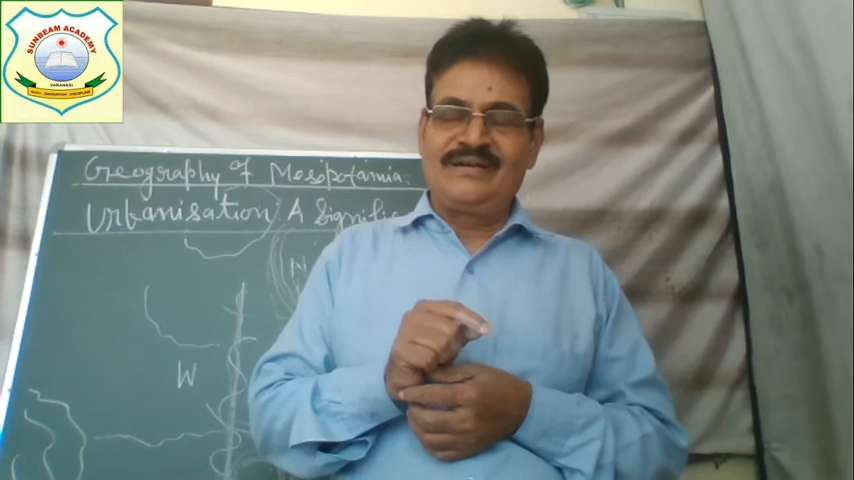 SUNBEAM ACADEMY
VARANASI
Geography of Mesopotamia.
Urbanisation A Signific
N
W